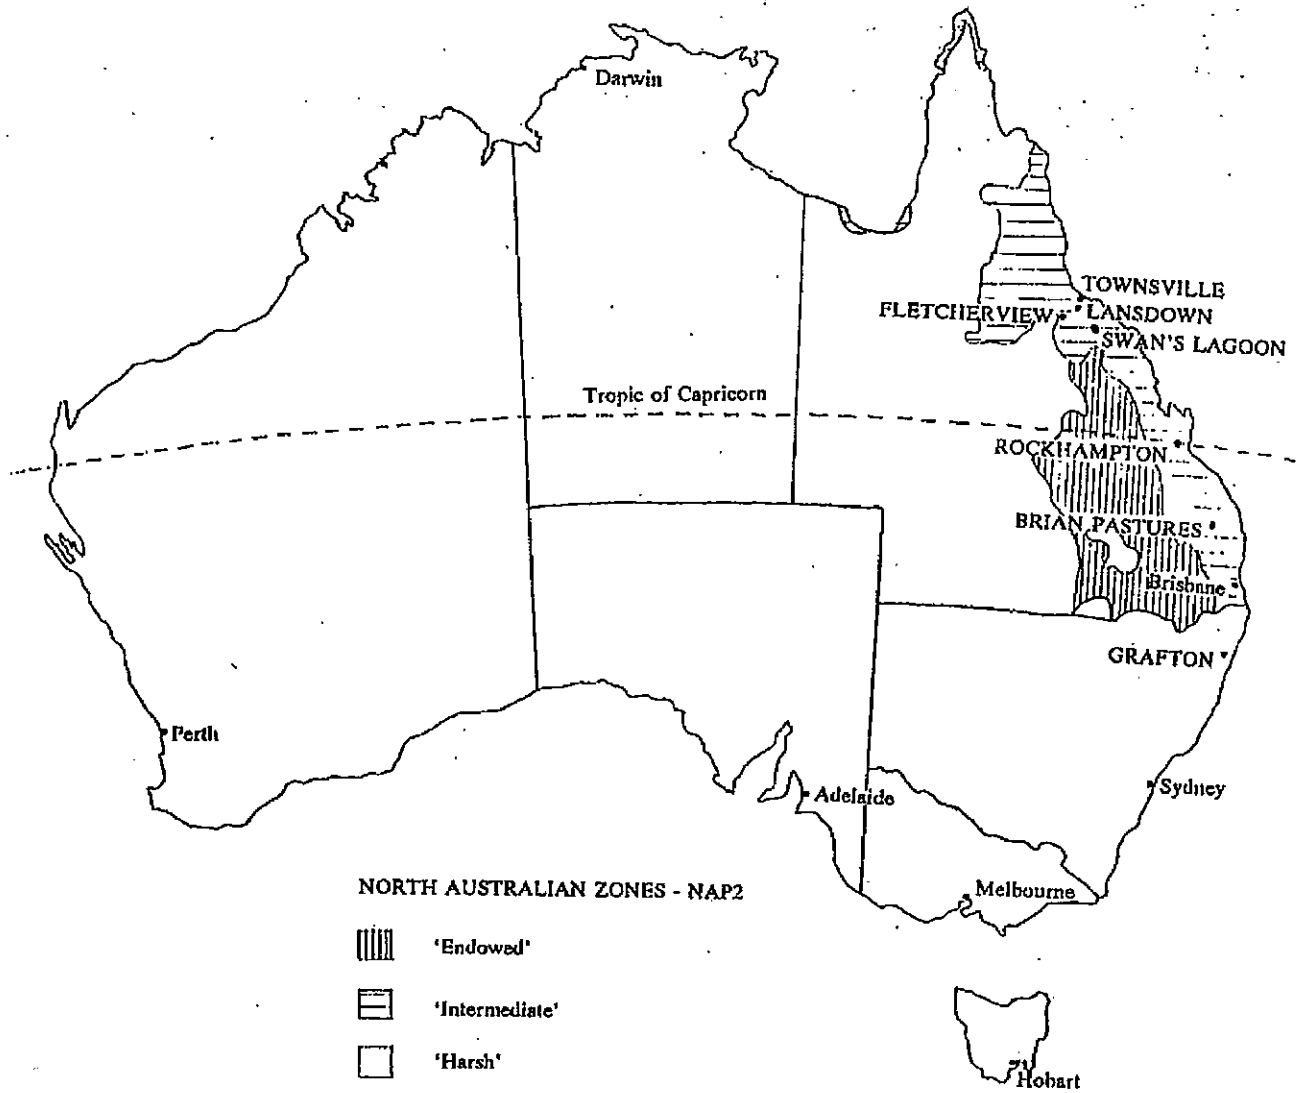 Darwin
TOWNSVILLE
FLETCHERVIEW
LANSDOWN
SWAN'S LAGOON
Tropic of Capricorn
ROCKHAMPTON
BRIAN PASTURES
Brisbane
GRAFTON
Perth
Sydney
Adelaide
NORTH AUSTRALIAN ZONES - NAP2
Melbourne
'Endowed'
'Intermediate'
'Harsh'
Hobart